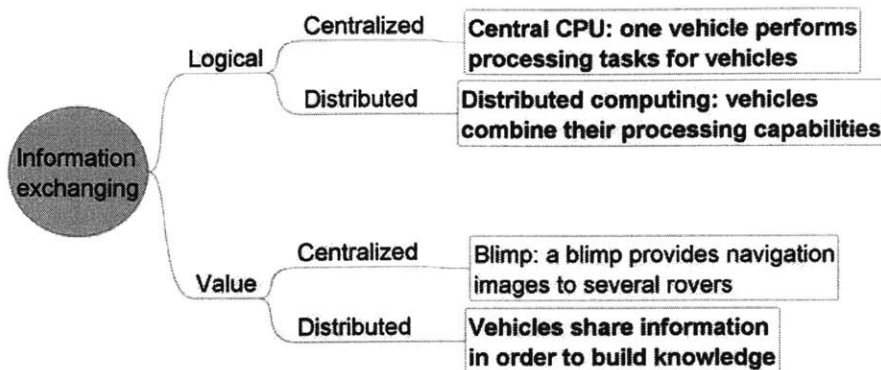 Information
exchanging
Logical
Centralized
Central CPU: one vehicle performs
processing tasks for vehicles
Distributed
Distributed computing: vehicles
combine their processing capabilities
Value
Centralized
Blimp: a blimp provides navigation
images to several rovers
Distributed
Vehicles share information
in order to build knowledge